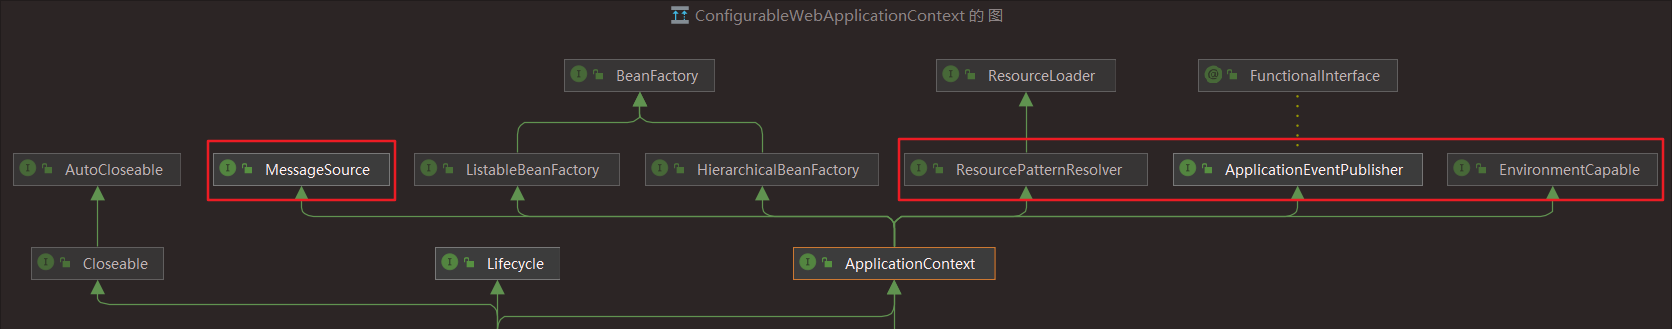 ConfigurableWebApplicationContext 的图
I BeanFactory
I ResourceLoader
@ FunctionalInterface
I AutoCloseable
I MessageSource
I ListableBeanFactory
I HierarchicalBeanFactory
I ResourcePatternResolver
I ApplicationEventPublisher
I EnvironmentCapable
I Closeable
I Lifecycle
I ApplicationContext